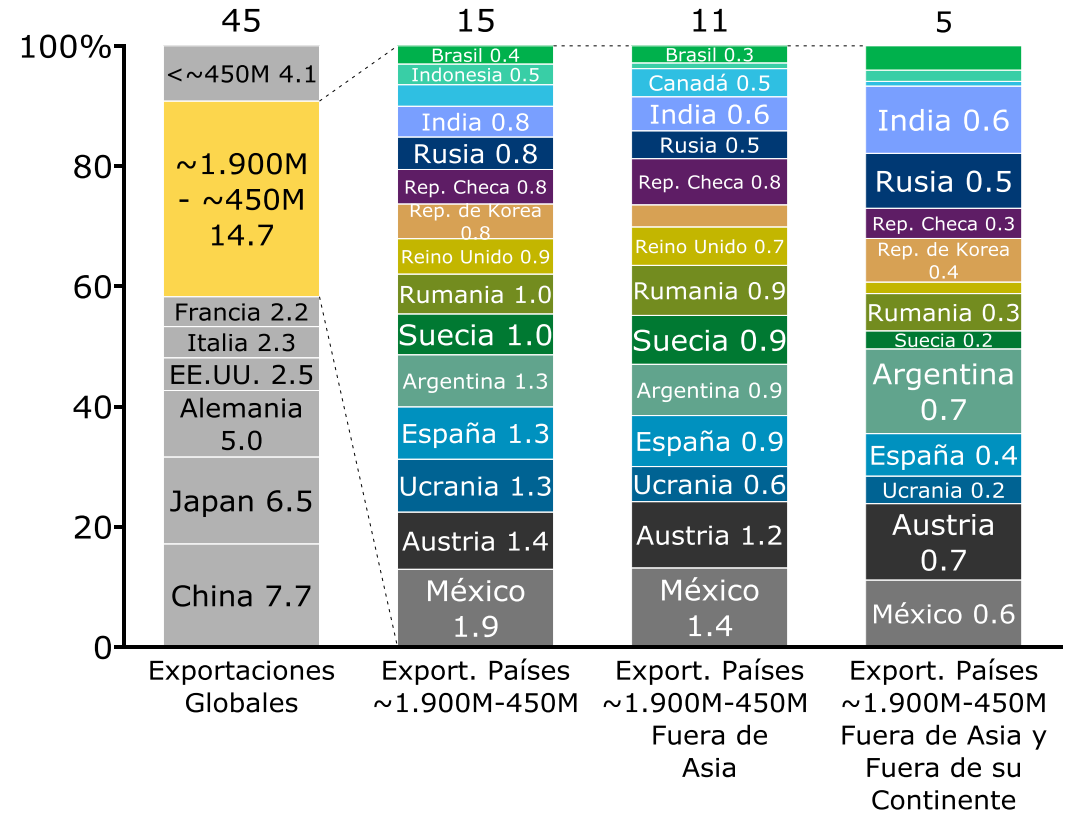 45
15
11
5
100%
80
60
40
20
0
<~450M 4.1
~1.900M
- ~450M
14.7
Francia 2.2
Italia 2.3
EE.UU. 2.5
Alemania
5.0
Japan 6.5
China 7.7
Brasil 0.4
Indonesia 0.5
India 0.8
Rusia 0.8
Rep. Checa 0.8
Rep. de Korea
0.8
Reino Unido 0.9
Rumania 1.0
Suecia 1.0
Argentina 1.3
España 1.3
Ucrania 1.3
Austria 1.4
México
1.9
Brasil 0.3
Canadá 0.5
India 0.6
Rusia 0.5
Rep. Checa 0.8
Reino Unido 0.7
Rumania 0.9
Suecia 0.9
Argentina 0.9
España 0.9
Ucrania 0.6
Austria 1.2
México
1.4
India 0.6
Rusia 0.5
Rep. Checa 0.3
Rep. de Korea
0.4
Rumania 0.3
Suecia 0.2
Argentina
0.7
España 0.4
Ucrania 0.2
Austria
0.7
México 0.6
Exportaciones
Globales
Export. Países
~1.900M-450M
Export. Países
~1.900M-450M
Fuera de
Asia
Export. Países
~1.900M-450M
Fuera de Asia y
Fuera de su
Continente